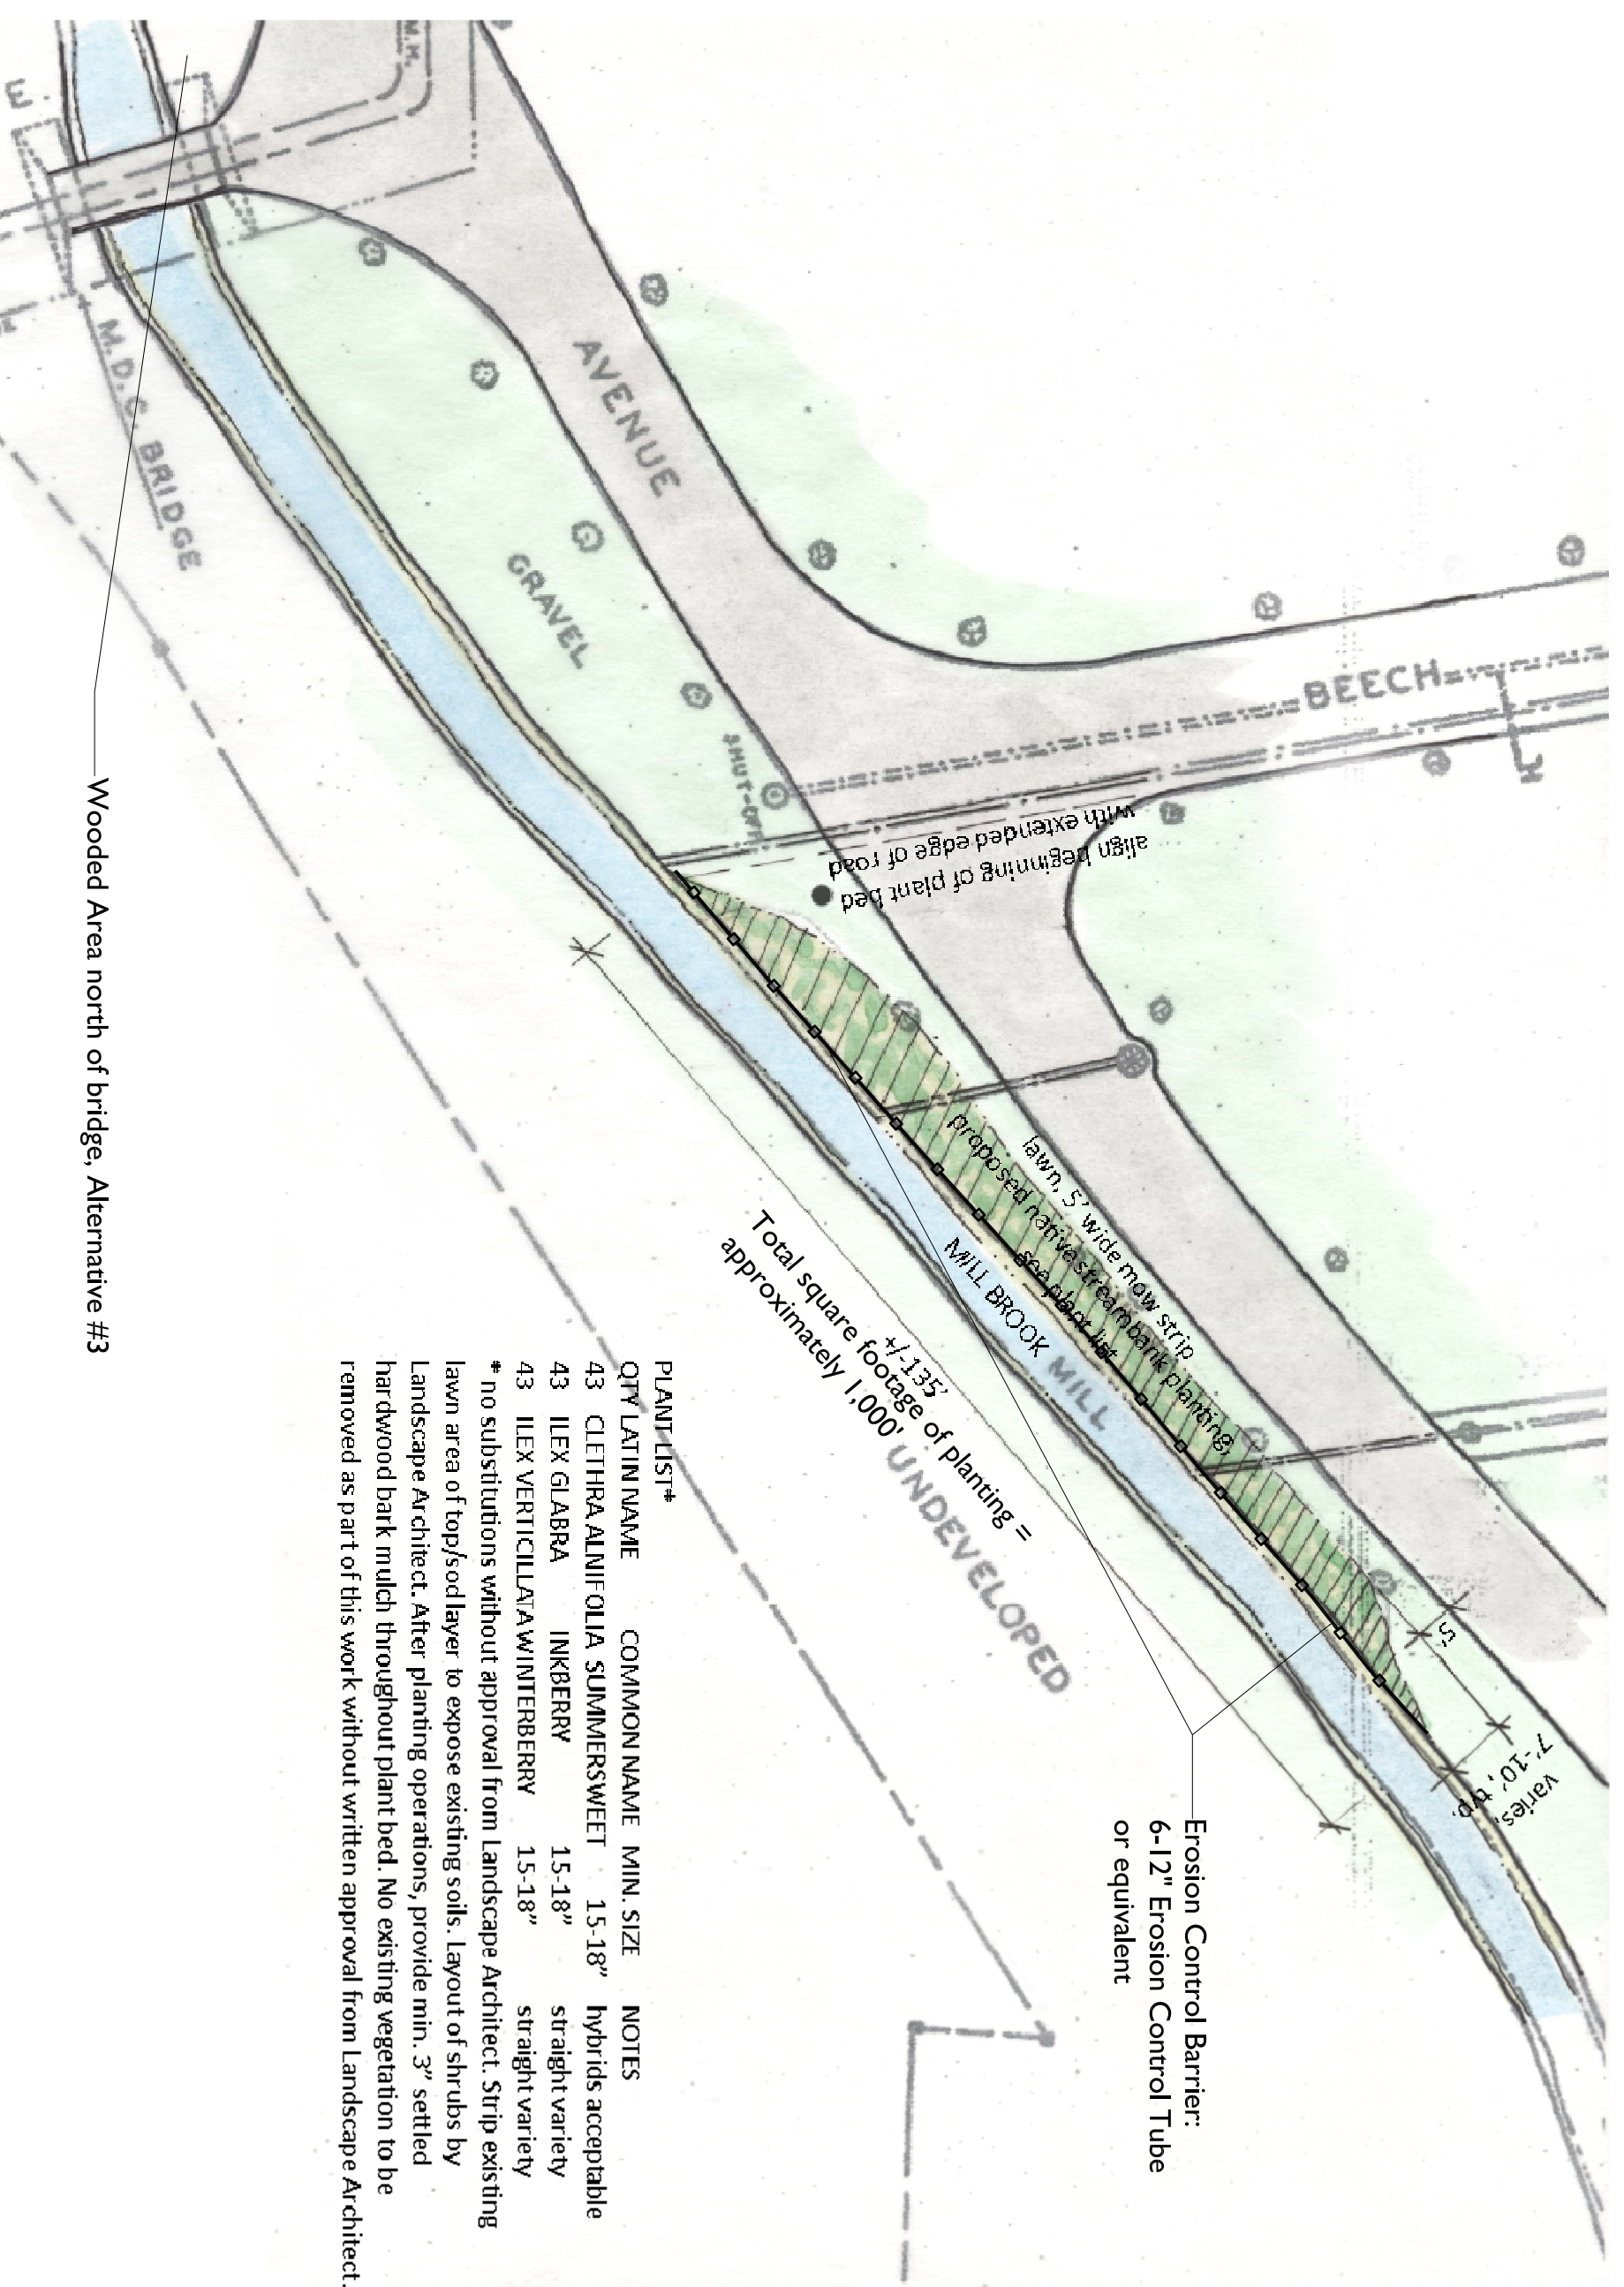 M.H.
E
M.D.C. BRIDGE
AVENUE
GRAVEL
SHUT-OFF
BEECH
align beginning of plant bed
with extended edge of road
lawn, 5' wide mow strip
proposed native streambank planting,
see plant list
MILL BROOK
MILL
+/-135'
Total square footage of planting =
approximately 1,000'
UNDEVELOPED
5'
varies,
7'-10', typ.
Wooded Area north of bridge, Alternative #3
Erosion Control Barrier:
6-12" Erosion Control Tube
or equivalent
PLANT LIST*
QTY LATIN NAME COMMON NAME MIN. SIZE NOTES
43 CLETHRA ALNIFOLIA SUMMERSWEET 15-18" hybrids acceptable
43 ILEX GLABRA INKBERRY 15-18" straight variety
43 ILEX VERTICILLATA WINTERBERRY 15-18" straight variety
* no substitutions without approval from Landscape Architect. Strip existing
lawn area of top/sod layer to expose existing soils. Layout of shrubs by
Landscape Architect. After planting operations, provide min. 3" settled
hardwood bark mulch throughout plant bed. No existing vegetation to be
removed as part of this work without written approval from Landscape Architect.